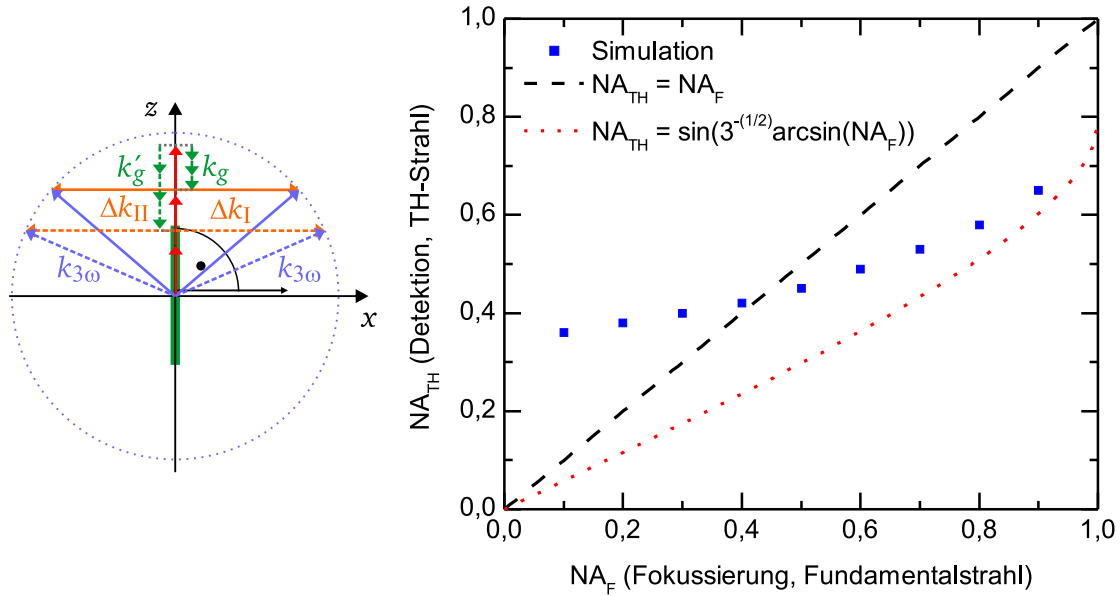 z
k′g
kg
ΔkII
ΔkI
k3ω
k3ω
x
NATH (Detektion, TH-Strahl)
1,0
0,8
0,6
0,4
0,2
0,0
Simulation
NATH = NAF
NATH = sin(3-(1/2)arcsin(NAF))
0,0 0,2 0,4 0,6 0,8 1,0
NAF (Fokussierung, Fundamentalstrahl)